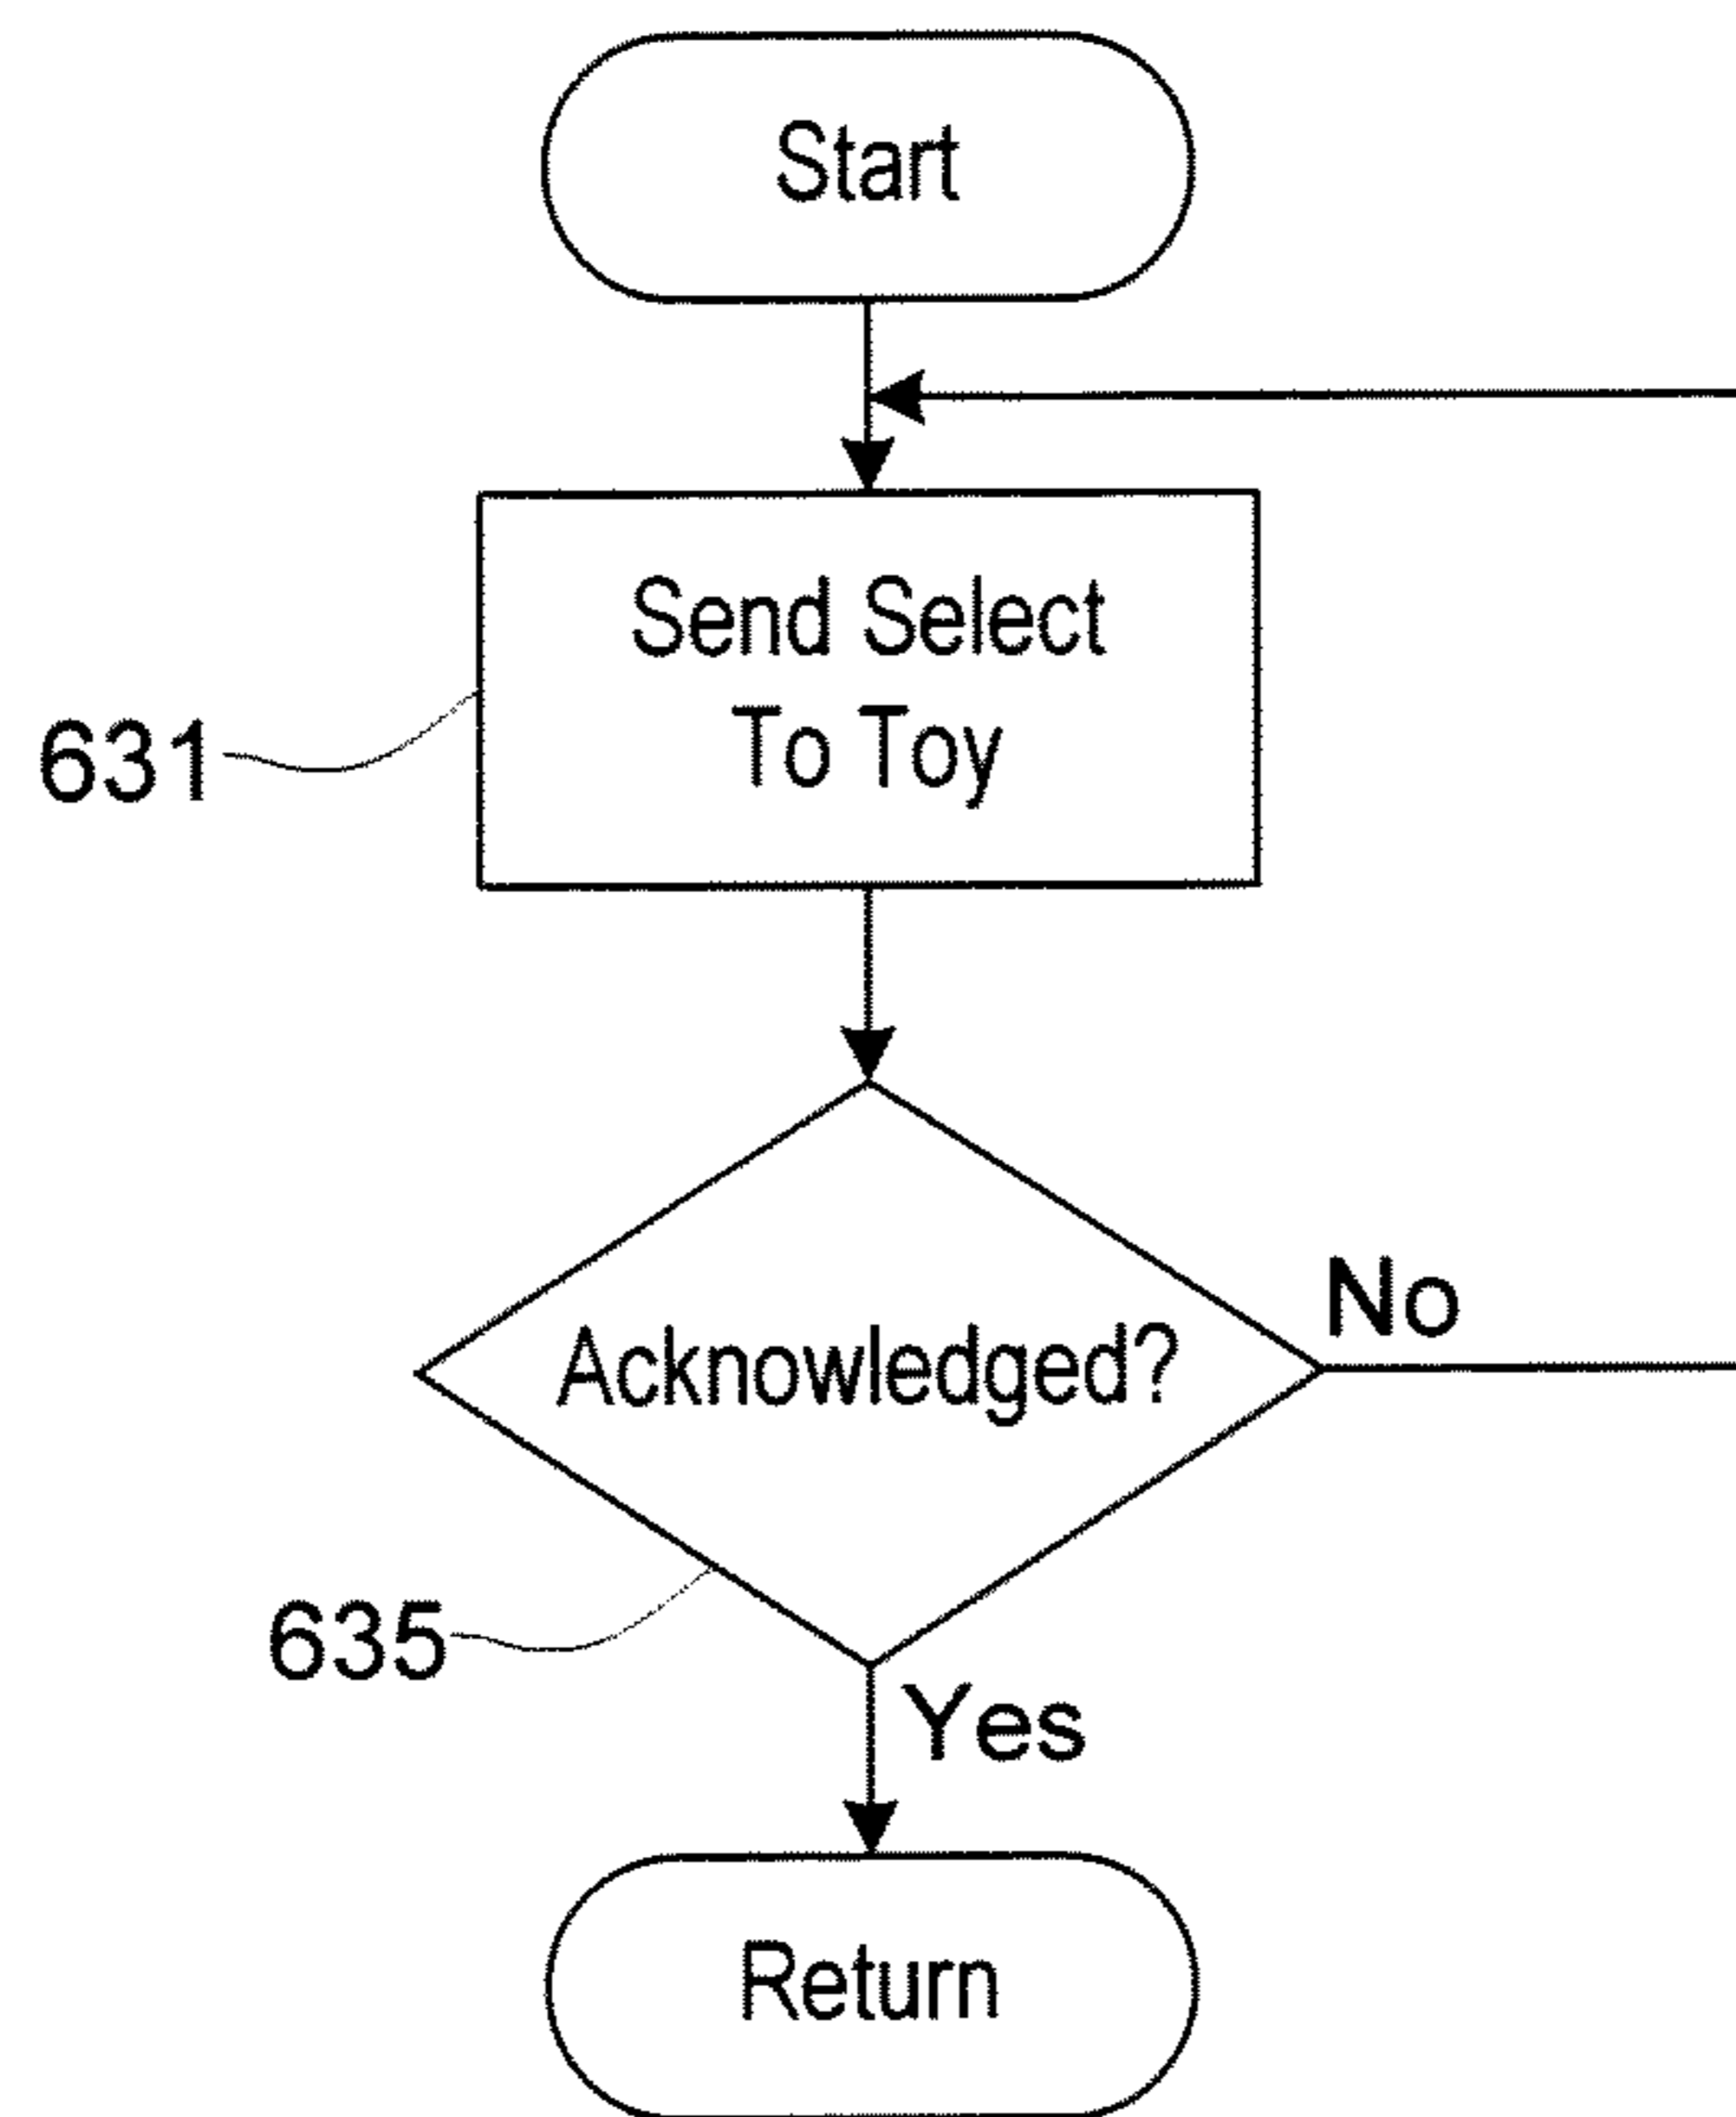 Start
Send Select
To Toy
631
Acknowledged?
No
635
Yes
Return